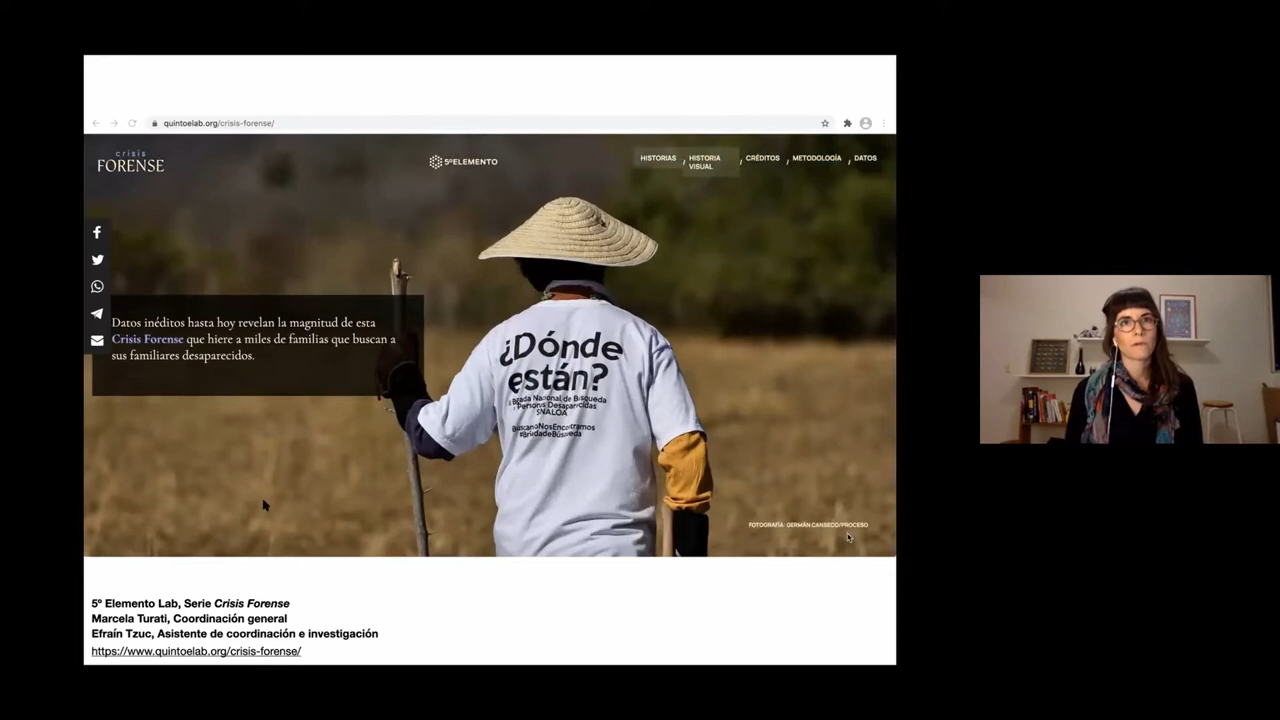 quintoelab.org/crisis-forense/
crisis
FORENSE
5ºELEMENTO
HISTORIAS / HISTORIA VISUAL / CRÉDITOS / METODOLOGÍA / DATOS
Datos inéditos hasta hoy revelan la magnitud de esta
Crisis Forense que hiere a miles de familias que buscan a
sus familiares desaparecidos.
¿Dónde
están?
Nacional de Búsqueda
Personas Desaparecidas
SINALOA
FOTOGRAFÍA: GERMÁN CANSECO/PROCESO
5º Elemento Lab, Serie Crisis Forense
Marcela Turati, Coordinación general
Efraín Tzuc, Asistente de coordinación e investigación
https://www.quintoelab.org/crisis-forense/